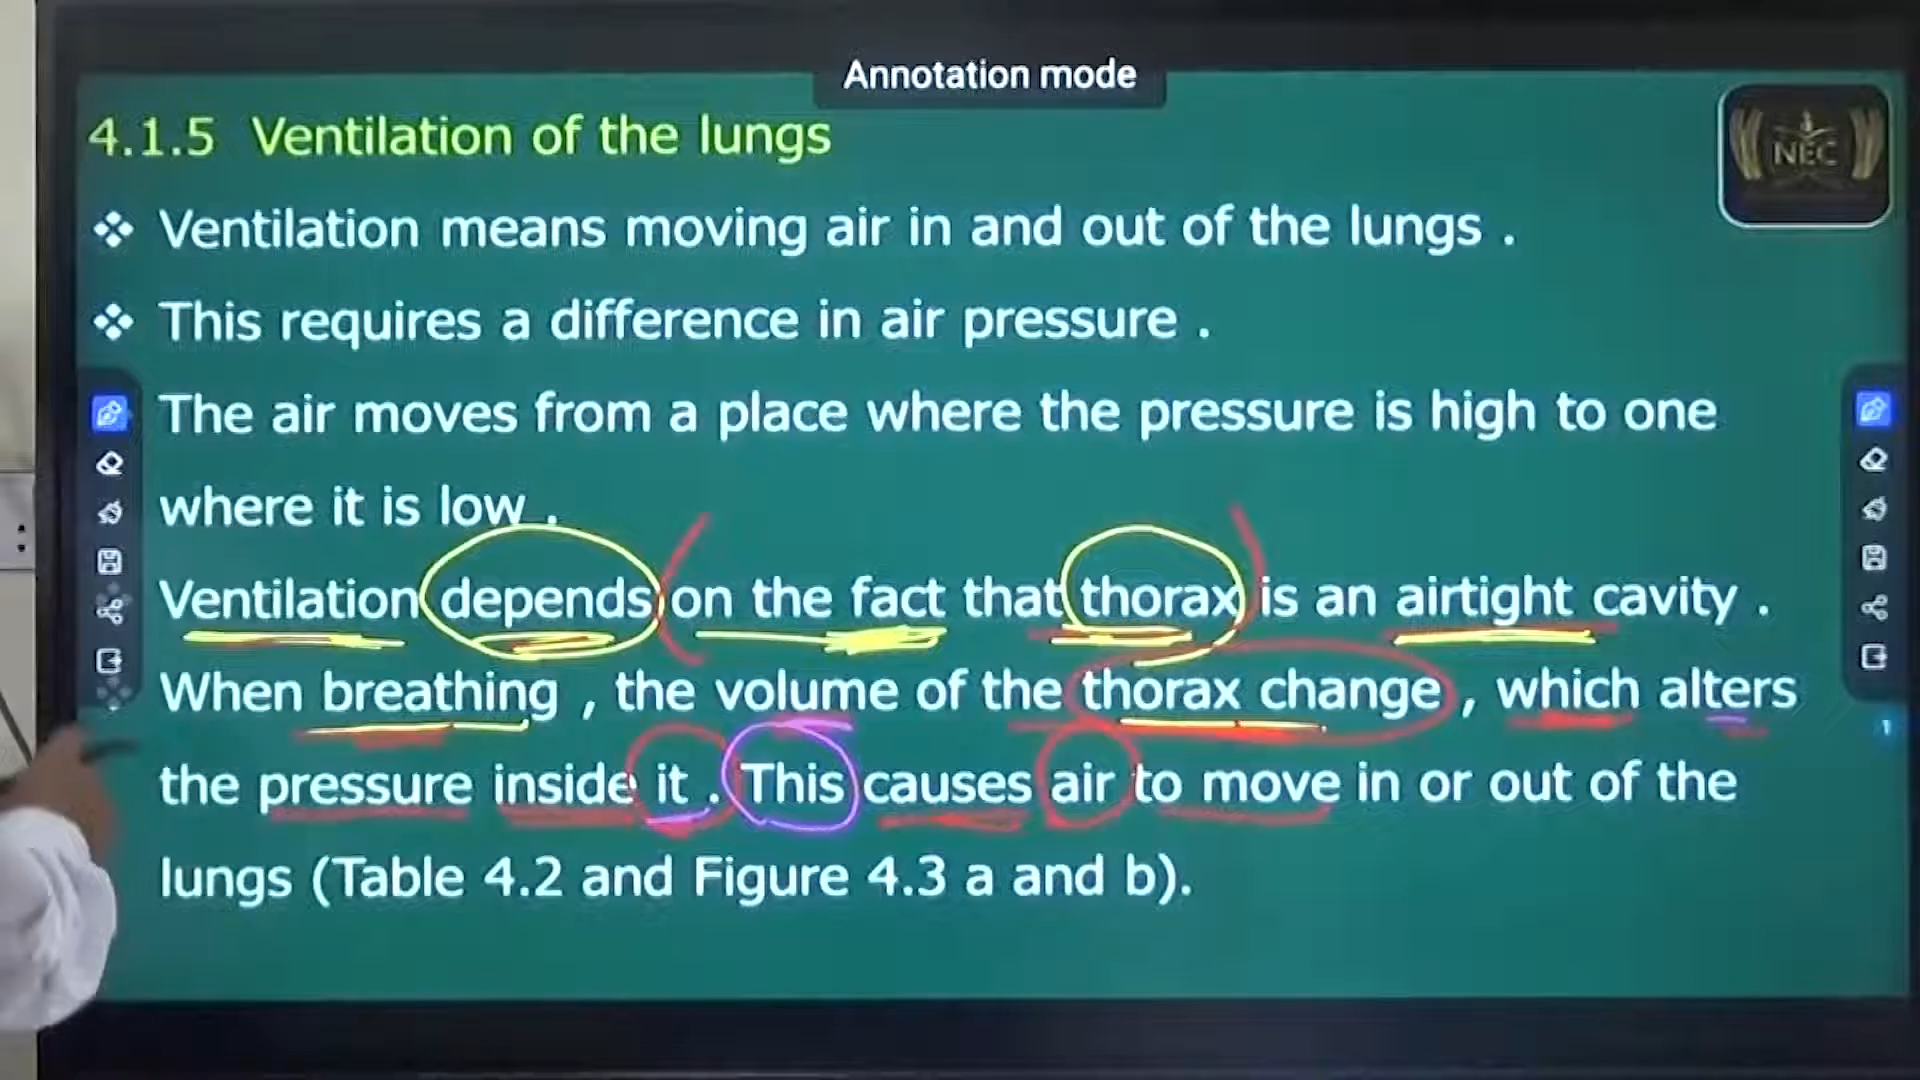 Annotation mode
4.1.5 Ventilation of the lungs
NEC
❖ Ventilation means moving air in and out of the lungs .
❖ This requires a difference in air pressure .
The air moves from a place where the pressure is high to one
where it is low .
Ventilation depends on the fact that thorax is an airtight cavity .
When breathing , the volume of the thorax change , which alters
the pressure inside it . This causes air to move in or out of the
lungs (Table 4.2 and Figure 4.3 a and b).
1